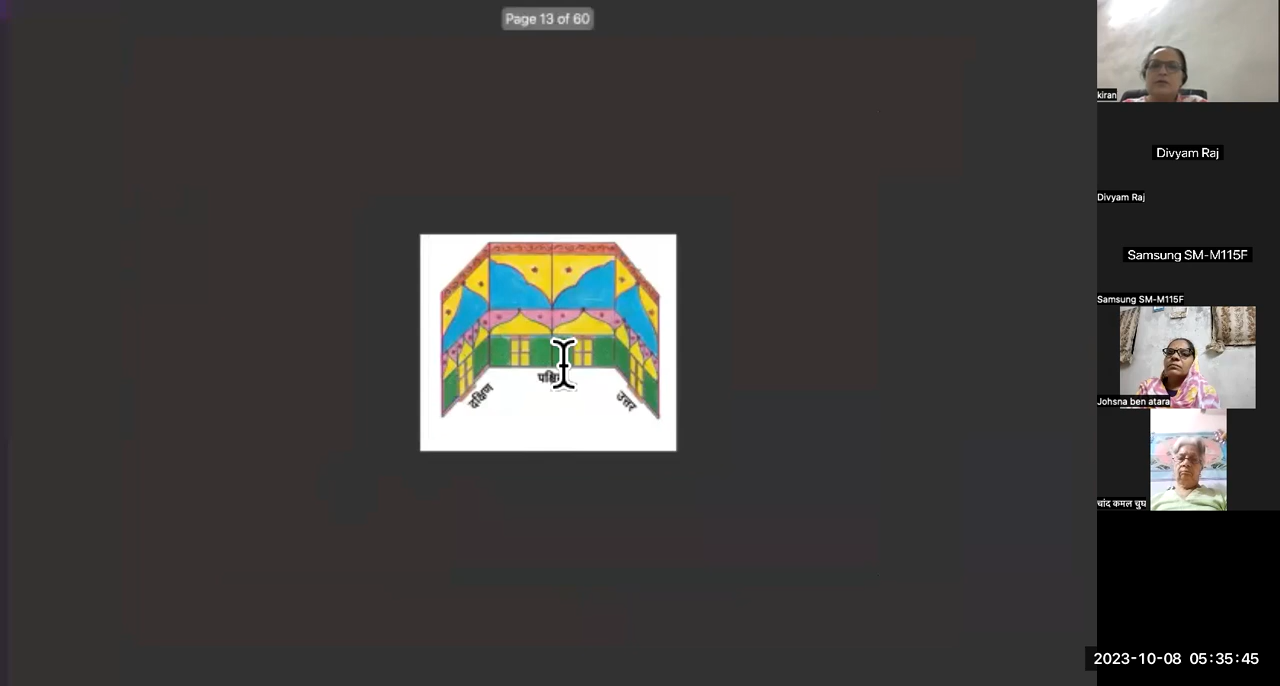 Page 13 of 60
kiran
Divyam Raj
Divyam Raj
Samsung SM-M115F
Samsung SM-M115F
Johsna ben atara
चांद कमल चुघ
दक्षिण
उत्तर
2023-10-08 05:35:45